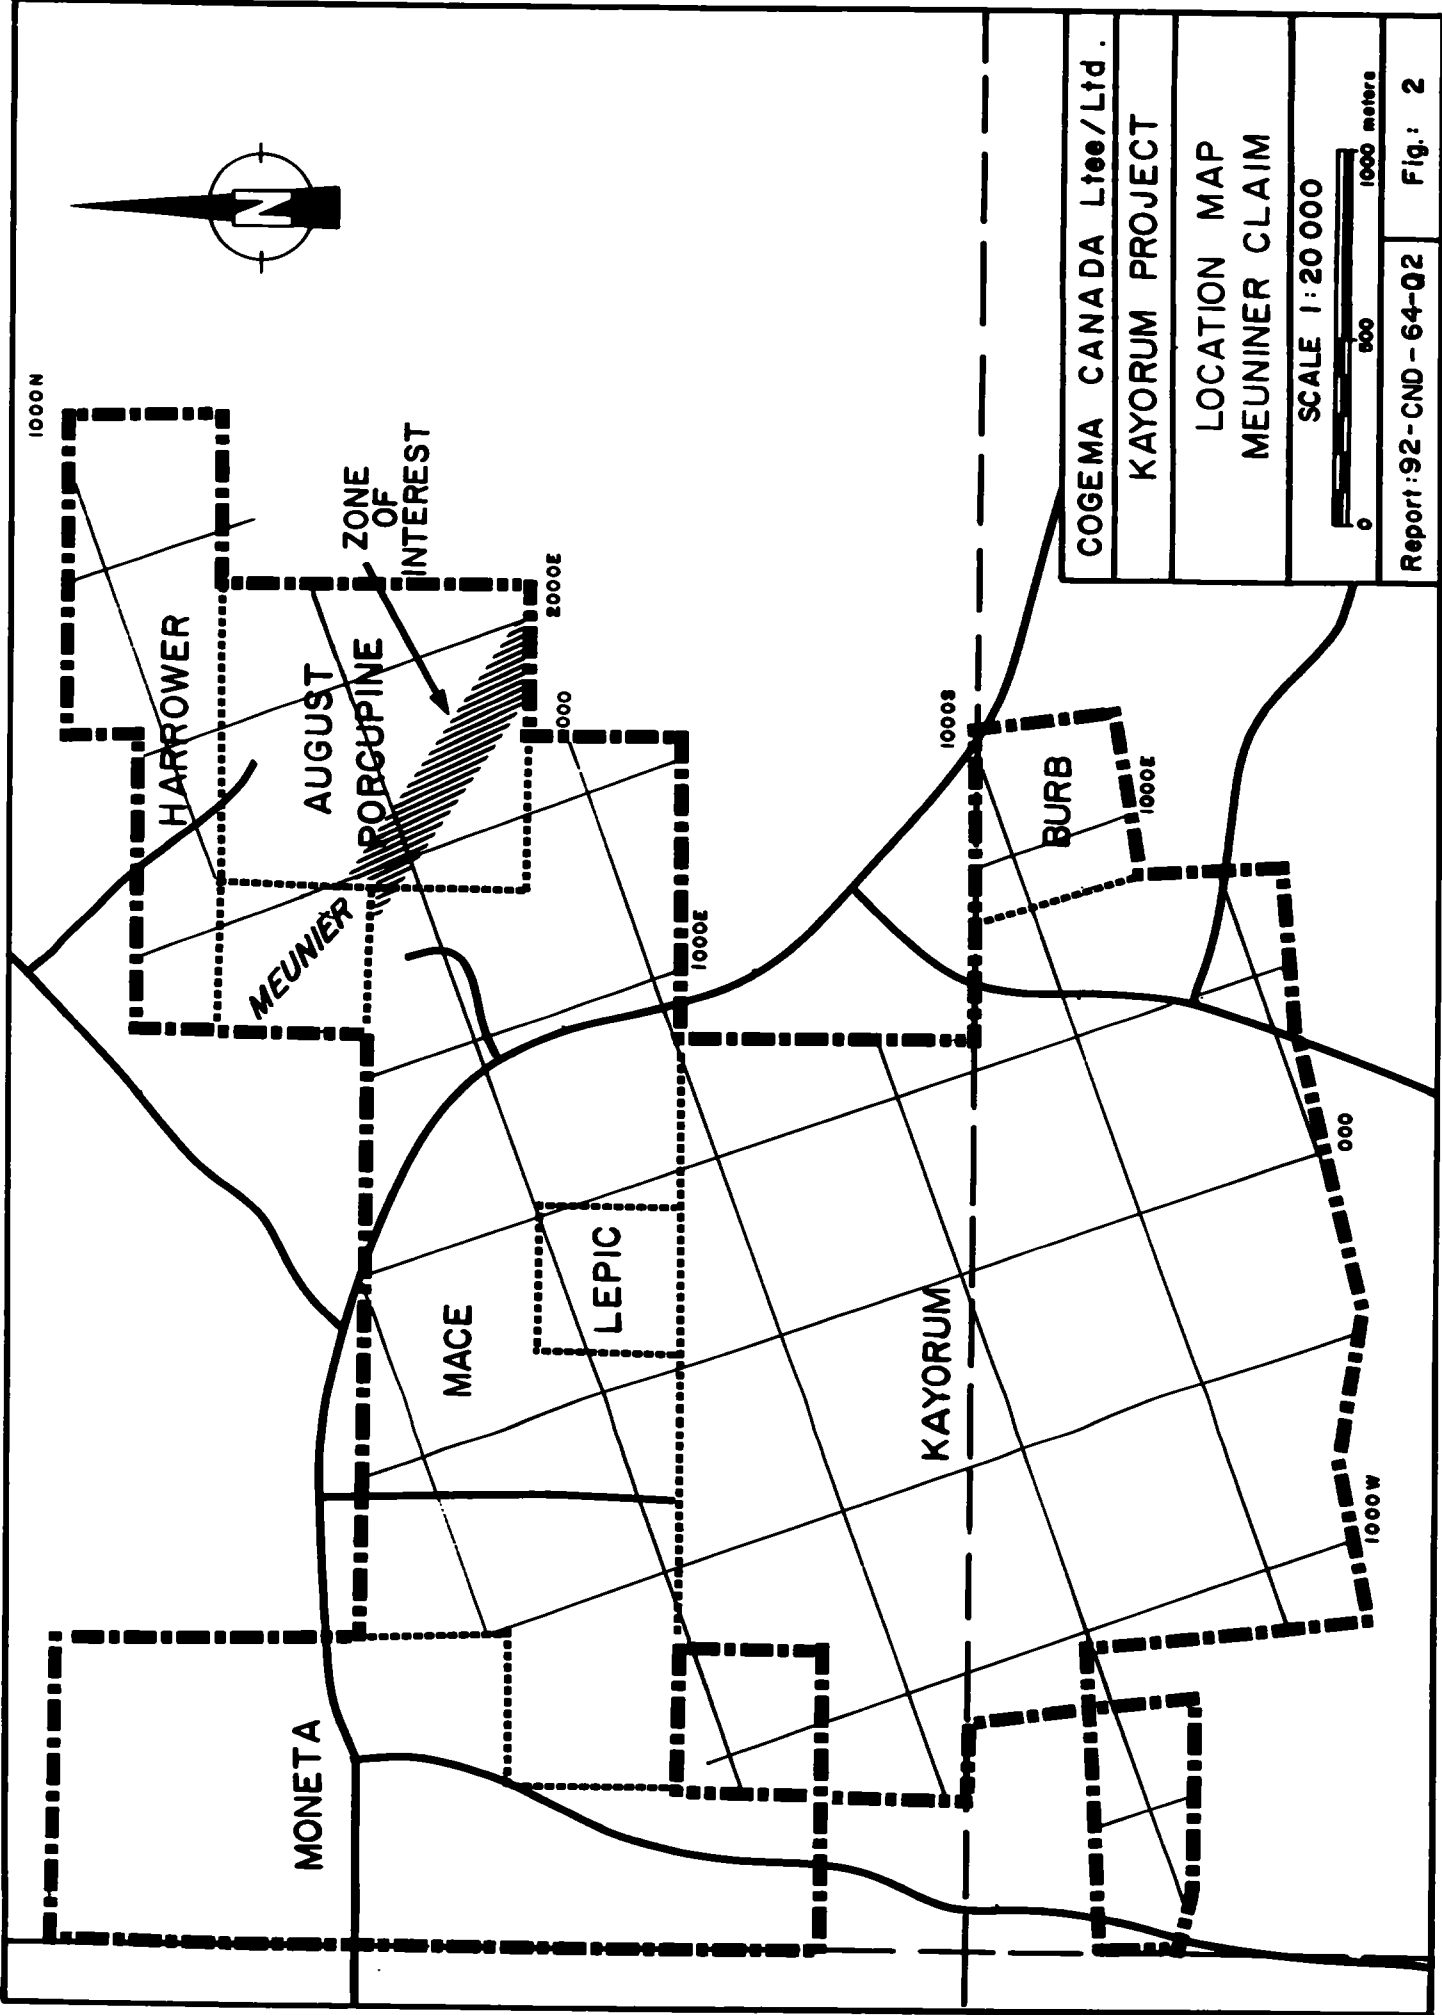 1000N
HARROWER
ZONE
OF
INTEREST
AUGUST
PORCUPINE
2000E
000
MEUNIER
1000E
1000S
BURB
1000E
MACE
LEPIC
KAYORUM
000
1000W
MONETA
N
COGEMA CANADA Ltee/Ltd.
KAYORUM PROJECT
LOCATION MAP
MEUNINER CLAIM
SCALE 1:20 000
0 500 1000 meters
Report:92-CND-64-02 Fig.: 2